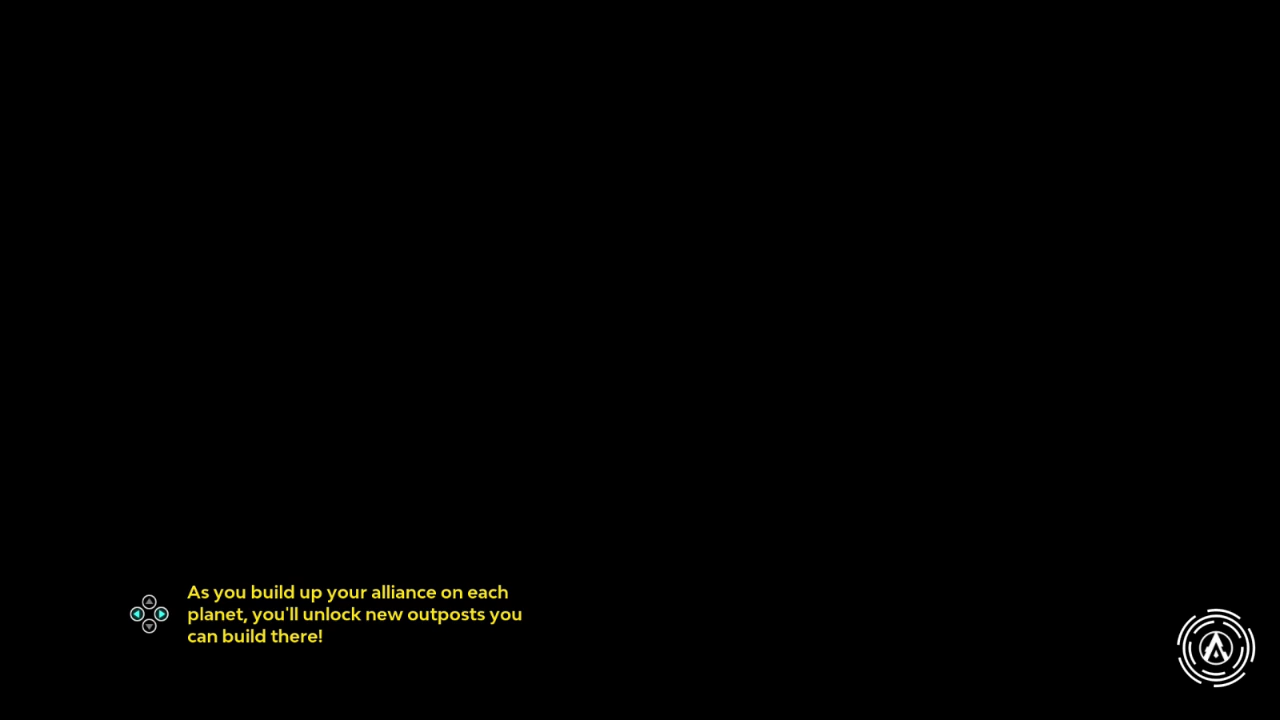 As you build up your alliance on each
planet, you'll unlock new outposts you
can build there!